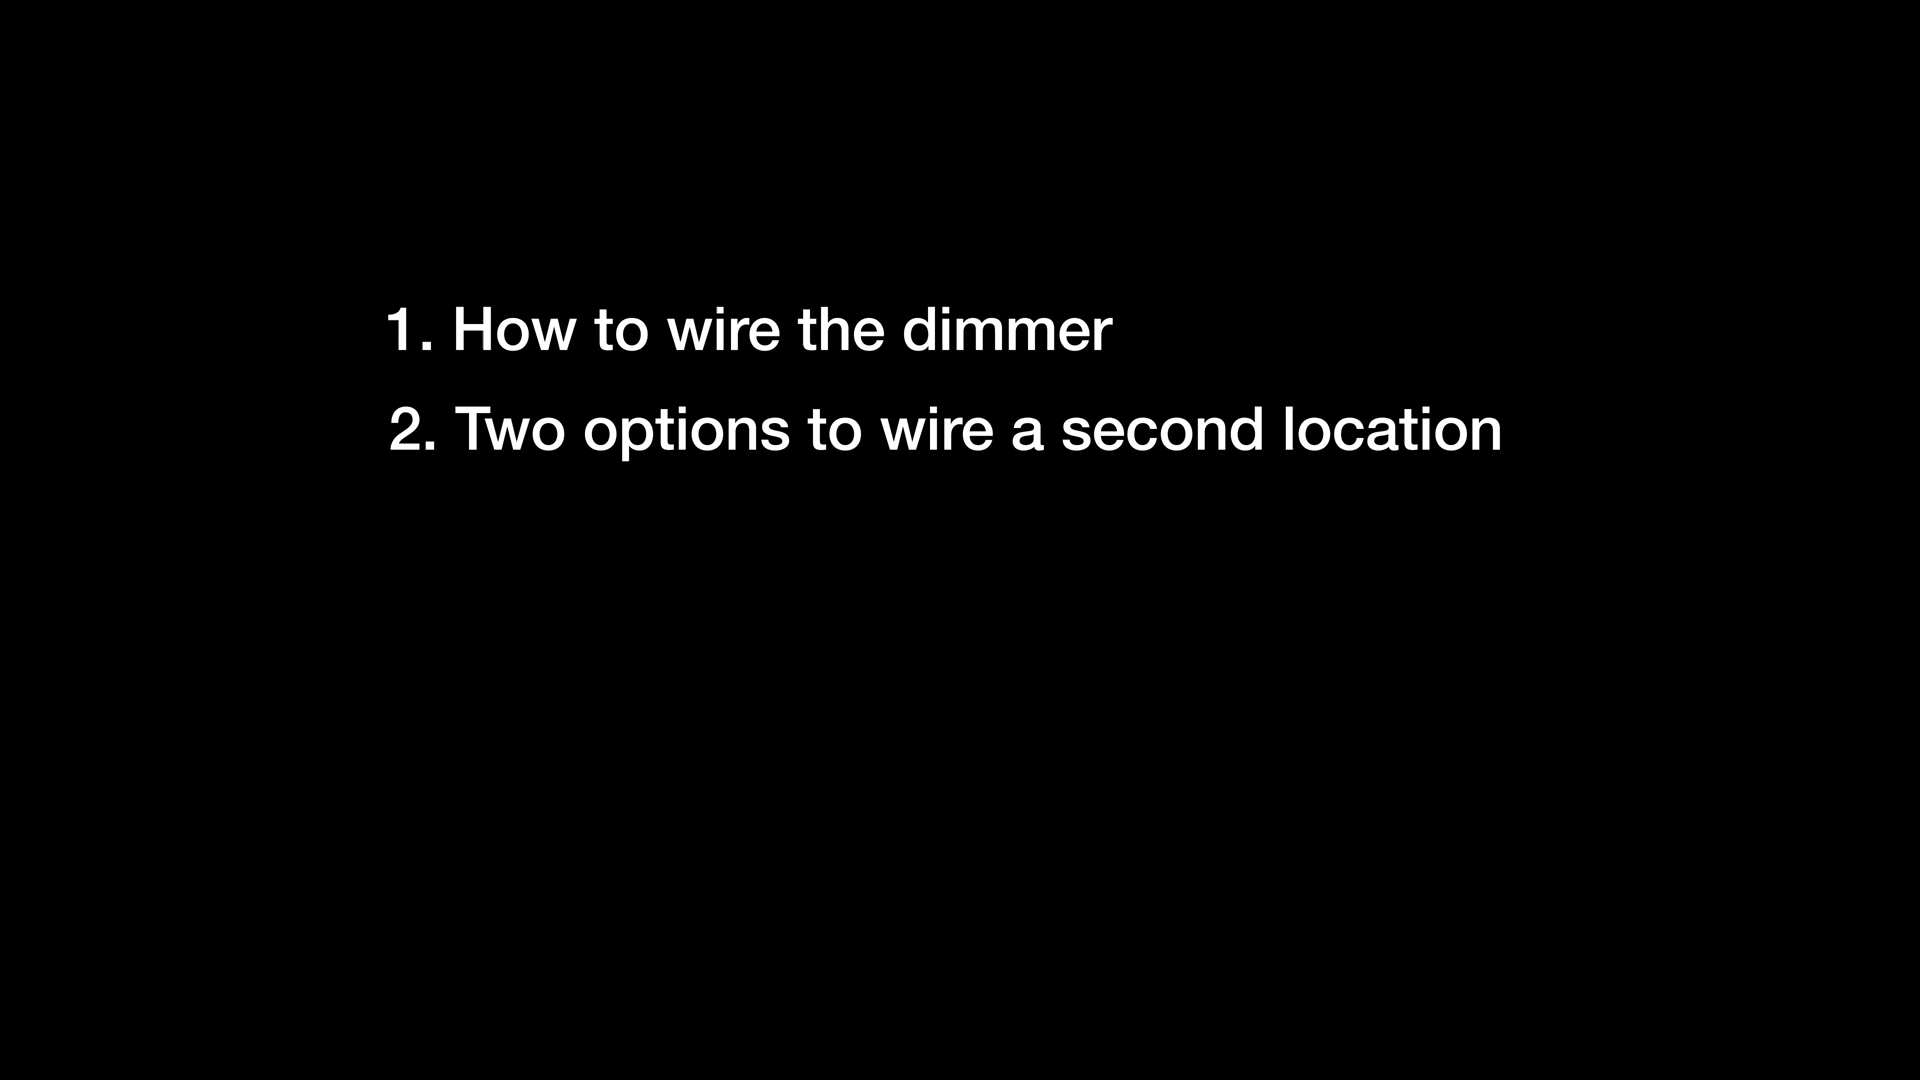 1. How to wire the dimmer
2. Two options to wire a second location